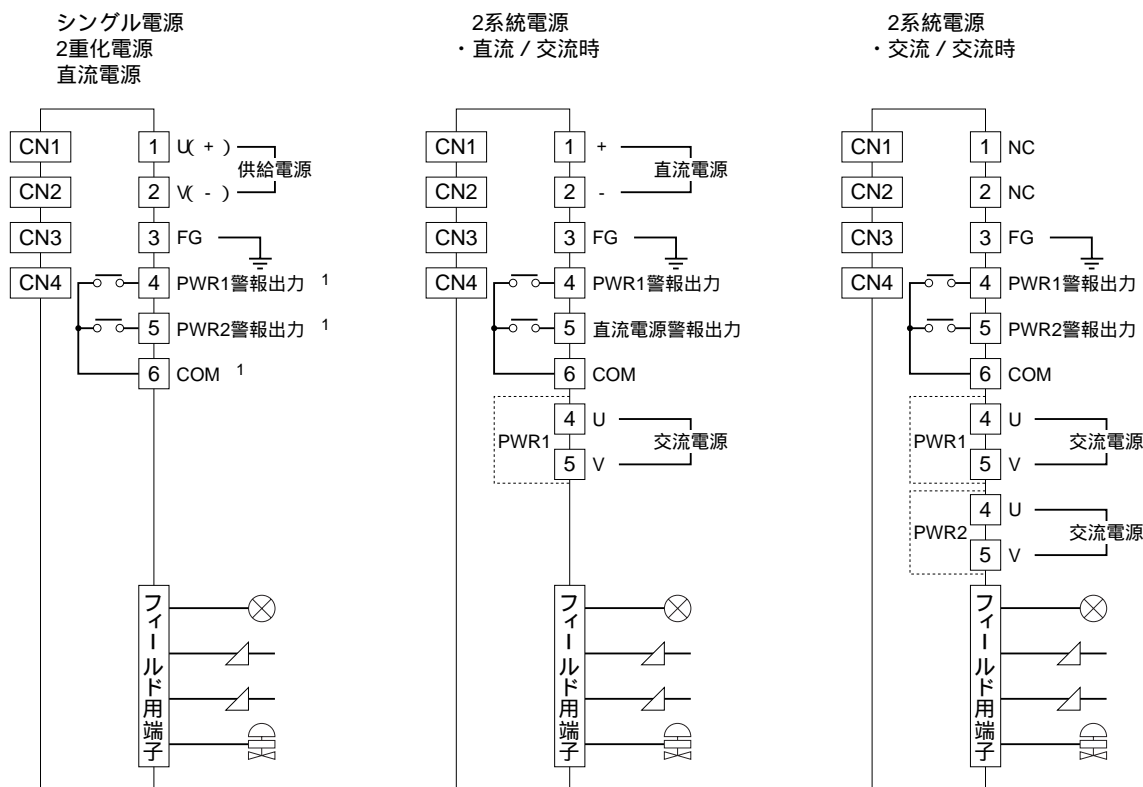 シングル電源
2重化電源
直流電源
CN1
CN2
CN3
CN4
1 U( + )
供給電源
2 V( - )
3 FG
4 PWR1警報出力 1
5 PWR2警報出力 1
6 COM 1
フィールド用端子
2系統電源
・直流 / 交流時
CN1
CN2
CN3
CN4
1 +
直流電源
2 -
3 FG
4 PWR1警報出力
5 直流電源警報出力
6 COM
PWR1
4 U
交流電源
5 V
フィールド用端子
2系統電源
・交流 / 交流時
CN1
CN2
CN3
CN4
1 NC
2 NC
3 FG
4 PWR1警報出力
5 PWR2警報出力
6 COM
PWR1
4 U
交流電源
5 V
PWR2
4 U
交流電源
5 V
フィールド用端子